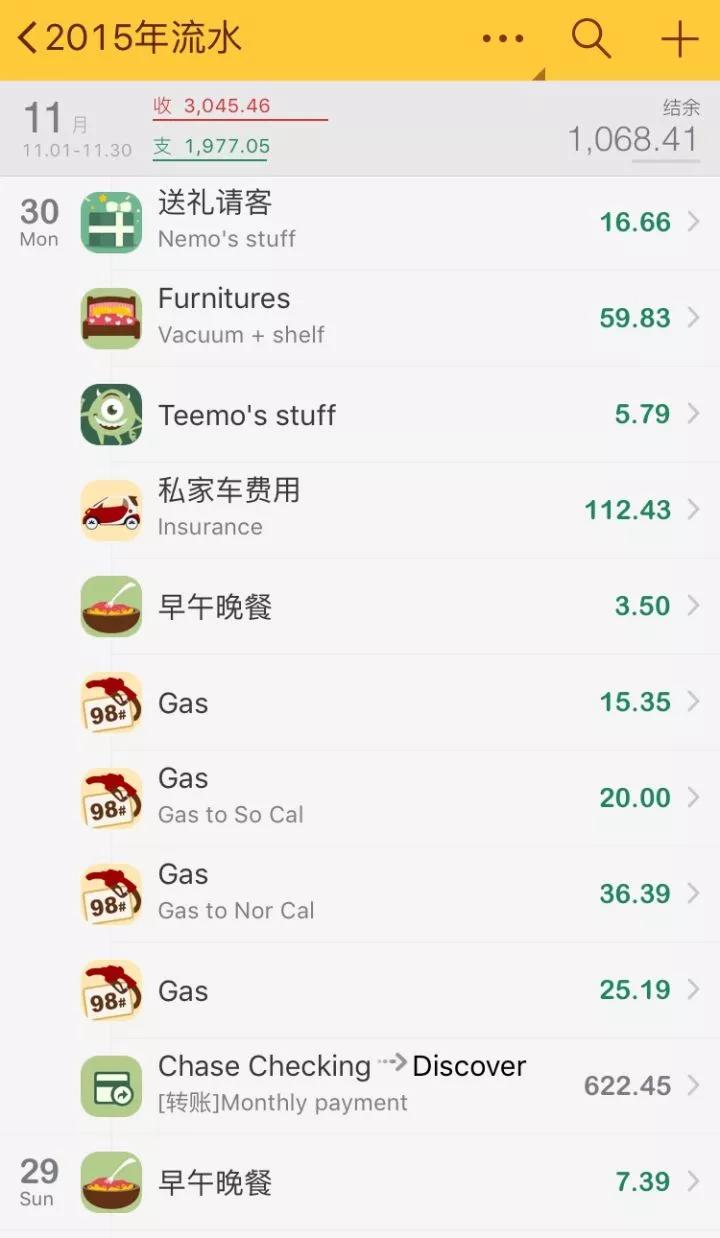 2015年流水
11月
11.01-11.30
收 3,045.46
支 1,977.05
结余
1,068.41
30
Mon
送礼请客
Nemo's stuff
16.66
Furnitures
Vacuum + shelf
59.83
Teemo's stuff
5.79
私家车费用
Insurance
112.43
早午晚餐
3.50
98#
Gas
15.35
98#
Gas
Gas to So Cal
20.00
98#
Gas
Gas to Nor Cal
36.39
98#
Gas
25.19
Chase Checking Discover
[转账]Monthly payment
622.45
29
Sun
早午晚餐
7.39